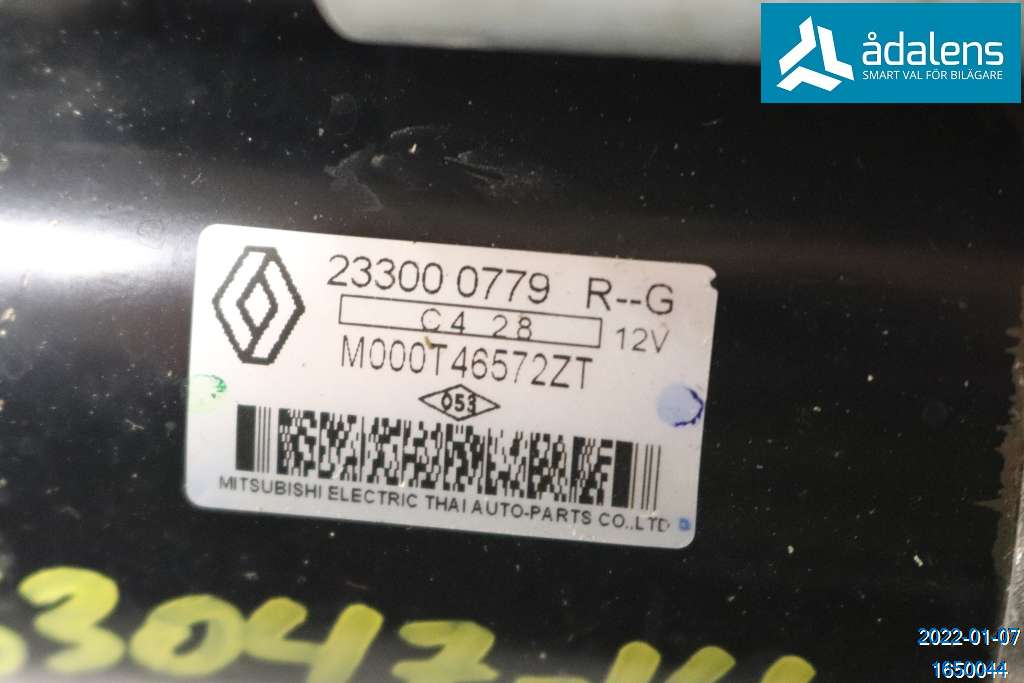 ådalens
SMART VAL FÖR BILÄGARE
23300 0779 R--G
C4 28 12V
M000T46572ZT
053
MITSUBISHI ELECTRIC THAI AUTO-PARTS CO.,LTD
2022-01-07
1650044